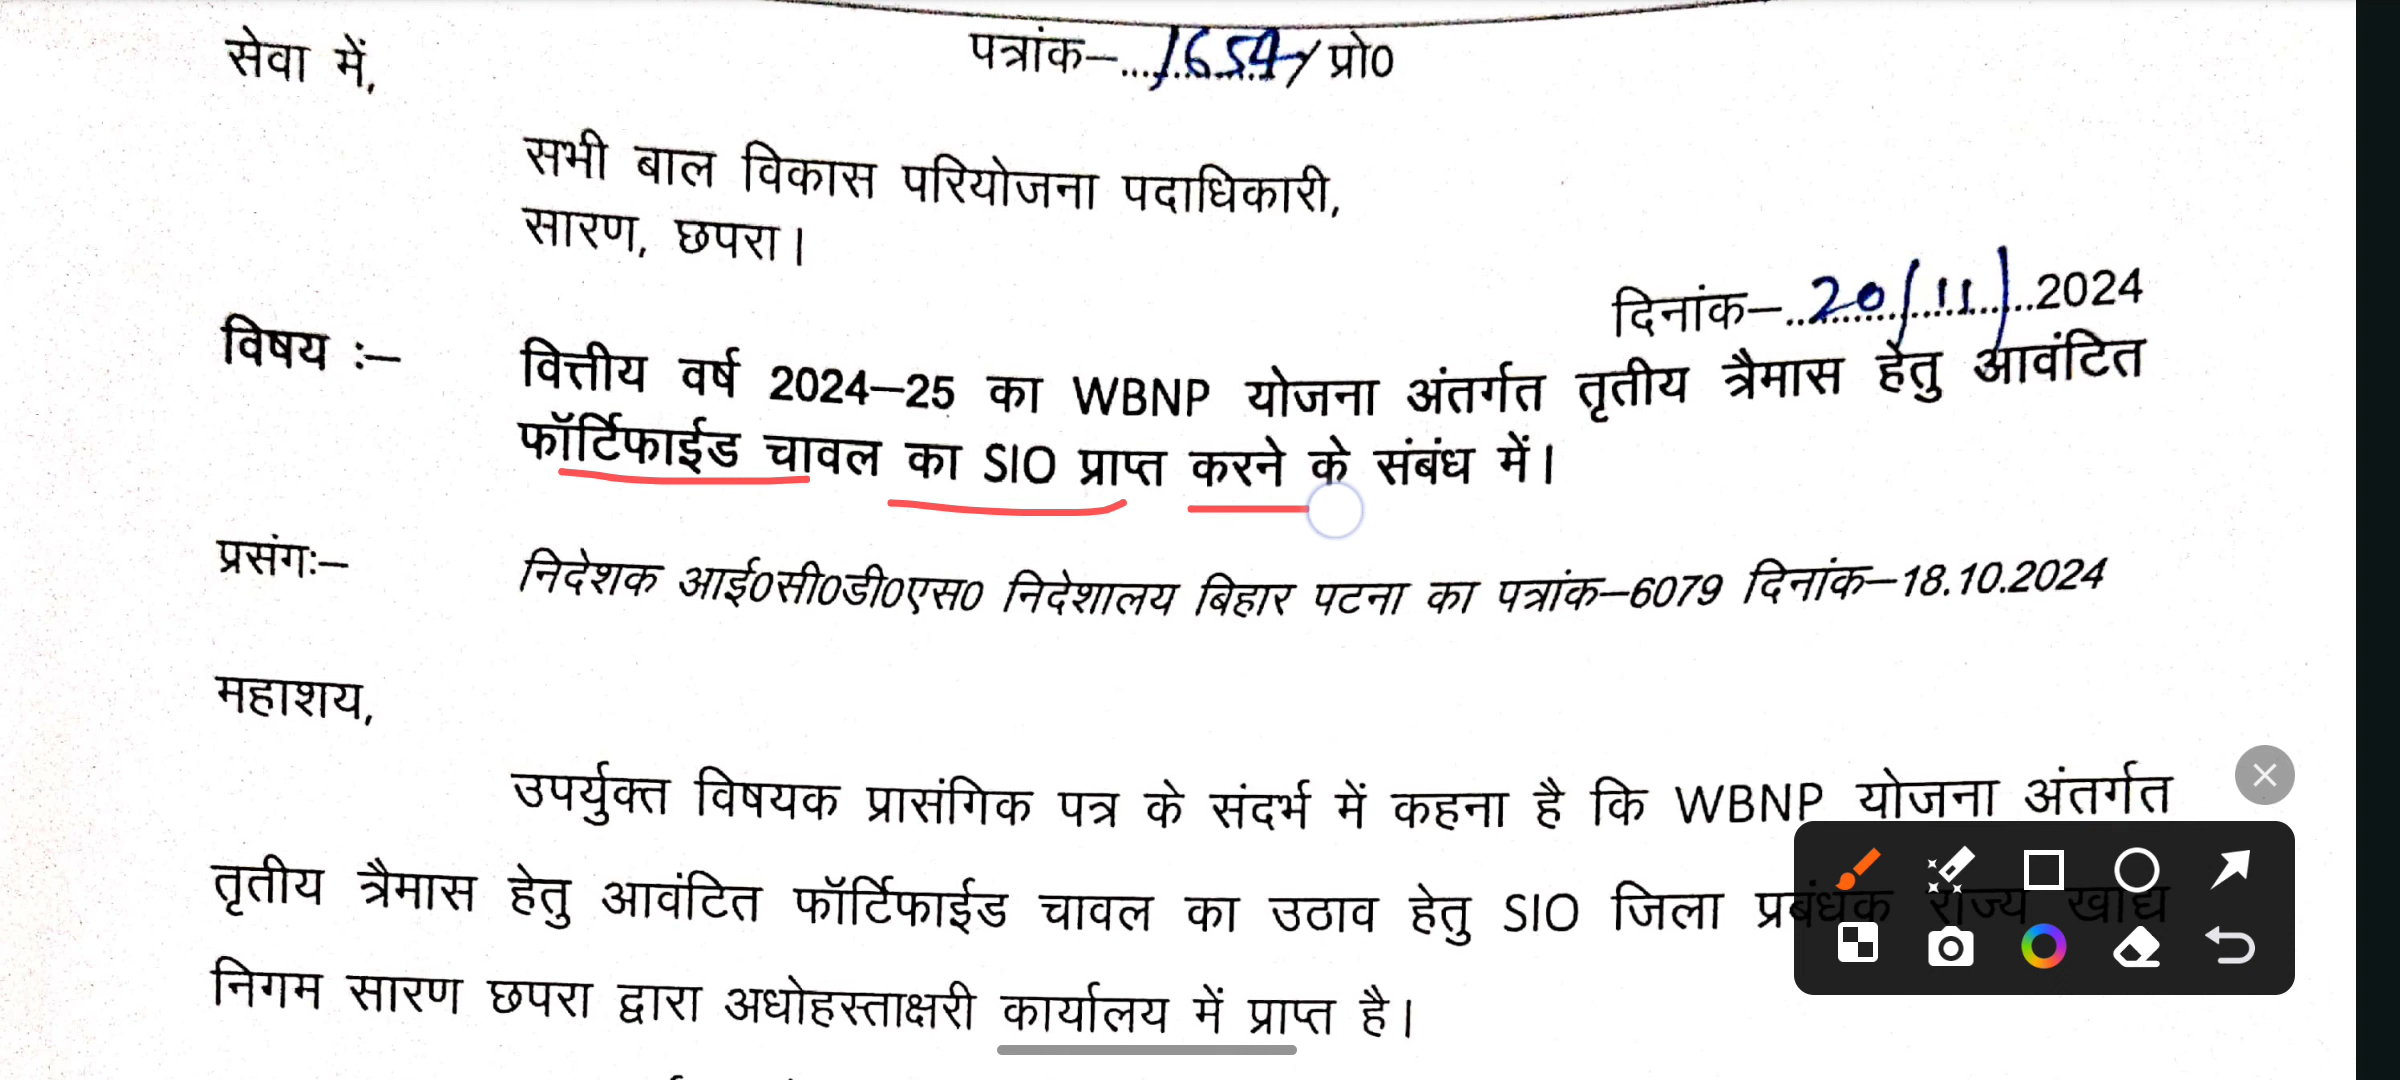 सेवा में,
पत्रांक–...1654/प्रो0
सभी बाल विकास परियोजना पदाधिकारी,
सारण, छपरा।
दिनांक–..20/11/..2024
विषय :–
वित्तीय वर्ष 2024–25 का WBNP योजना अंतर्गत तृतीय त्रैमास हेतु आवंटित
फॉर्टिफाईड चावल का SIO प्राप्त करने के संबंध में।
प्रसंगः–
निदेशक आई0सी0डी0एस0 निदेशालय बिहार पटना का पत्रांक–6079 दिनांक–18.10.2024
महाशय,
उपर्युक्त विषयक प्रासंगिक पत्र के संदर्भ में कहना है कि WBNP योजना अंतर्गत
तृतीय त्रैमास हेतु आवंटित फॉर्टिफाईड चावल का उठाव हेतु SIO जिला प्रबंधक राज्य खाद्य
निगम सारण छपरा द्वारा अधोहस्ताक्षरी कार्यालय में प्राप्त है।